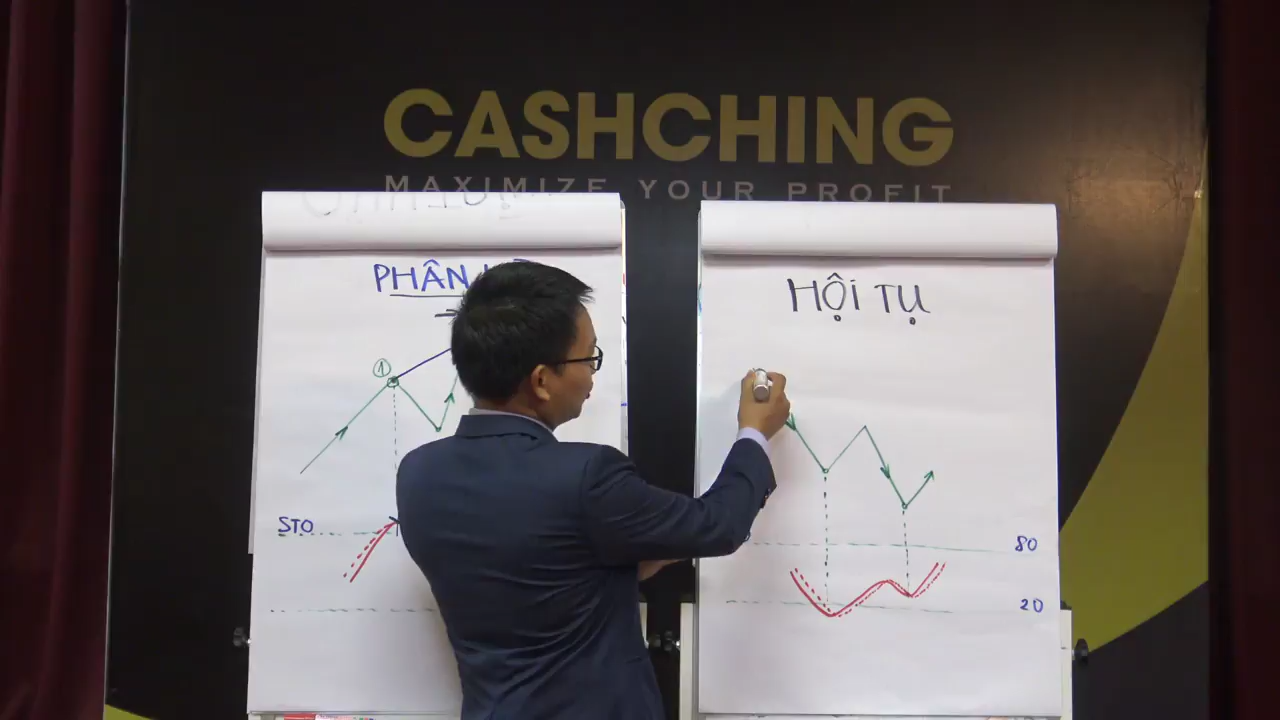 CASHCHING
MAXIMIZE YOUR PROFIT
PHÂN
1
STO
HỘI TỤ
80
20